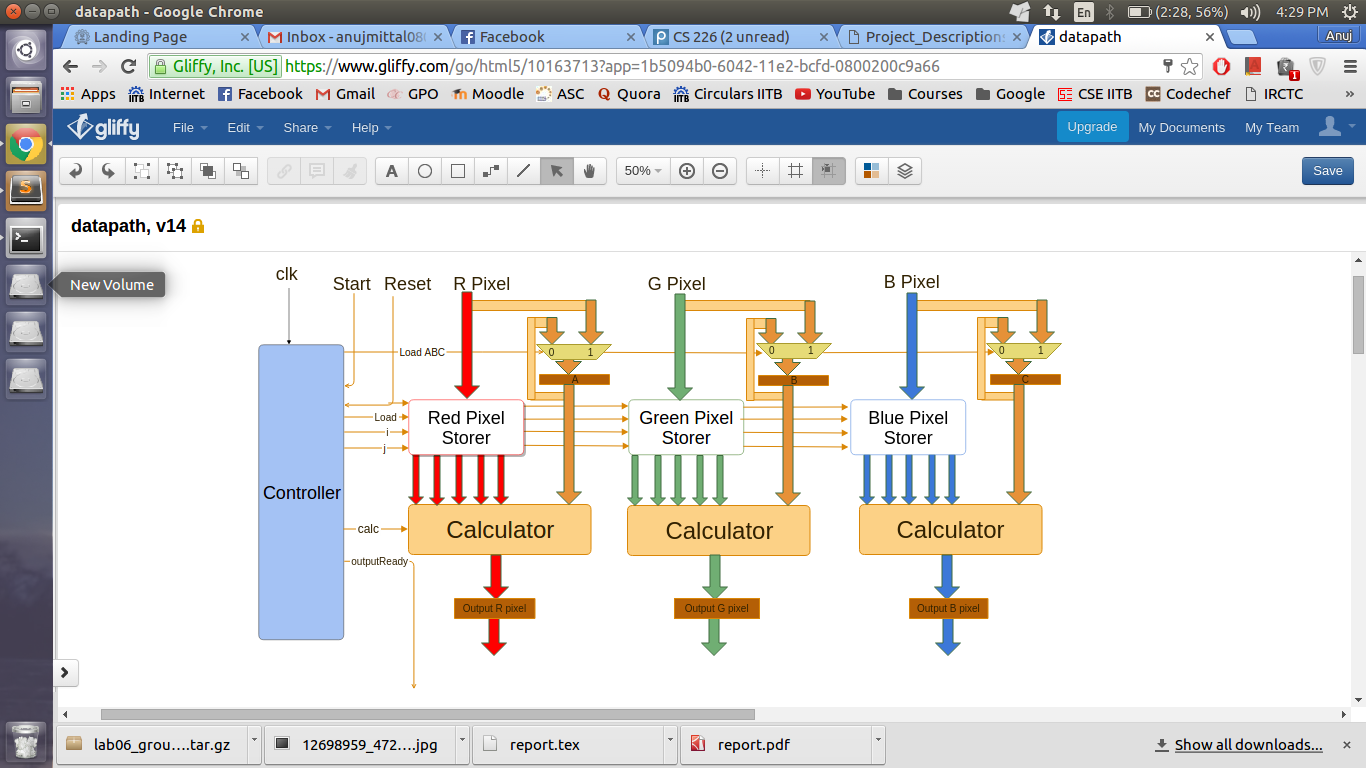 datapath - Google Chrome
En
(2:28, 56%)
4:29 PM
Landing Page
Inbox - anujmittal080
Facebook
CS 226 (2 unread)
Project_Descriptions
datapath
Anuj
Gliffy, Inc. [US]
https://www.gliffy.com/go/html5/10163713?app=1b5094b0-6042-11e2-bcfd-0800200c9a66
1
Apps
Internet
Facebook
Gmail
GPO
Moodle
ASC
Quora
Circulars IITB
YouTube
Courses
Google
CSE IITB
Codechef
IRCTC
»
gliffy
File
Edit
Share
Help
Upgrade
My Documents
My Team
A
50%
Save
datapath, v14
New Volume
clk
Start
Reset
R Pixel
G Pixel
B Pixel
Load ABC
0 1
0 1
0 1
A
B
C
Load
i
j
Red Pixel
Storer
Green Pixel
Storer
Blue Pixel
Storer
Controller
calc
Calculator
Calculator
Calculator
outputReady
Output R pixel
Output G pixel
Output B pixel
lab06_grou....tar.gz
12698959_472....jpg
report.tex
report.pdf
Show all downloads...